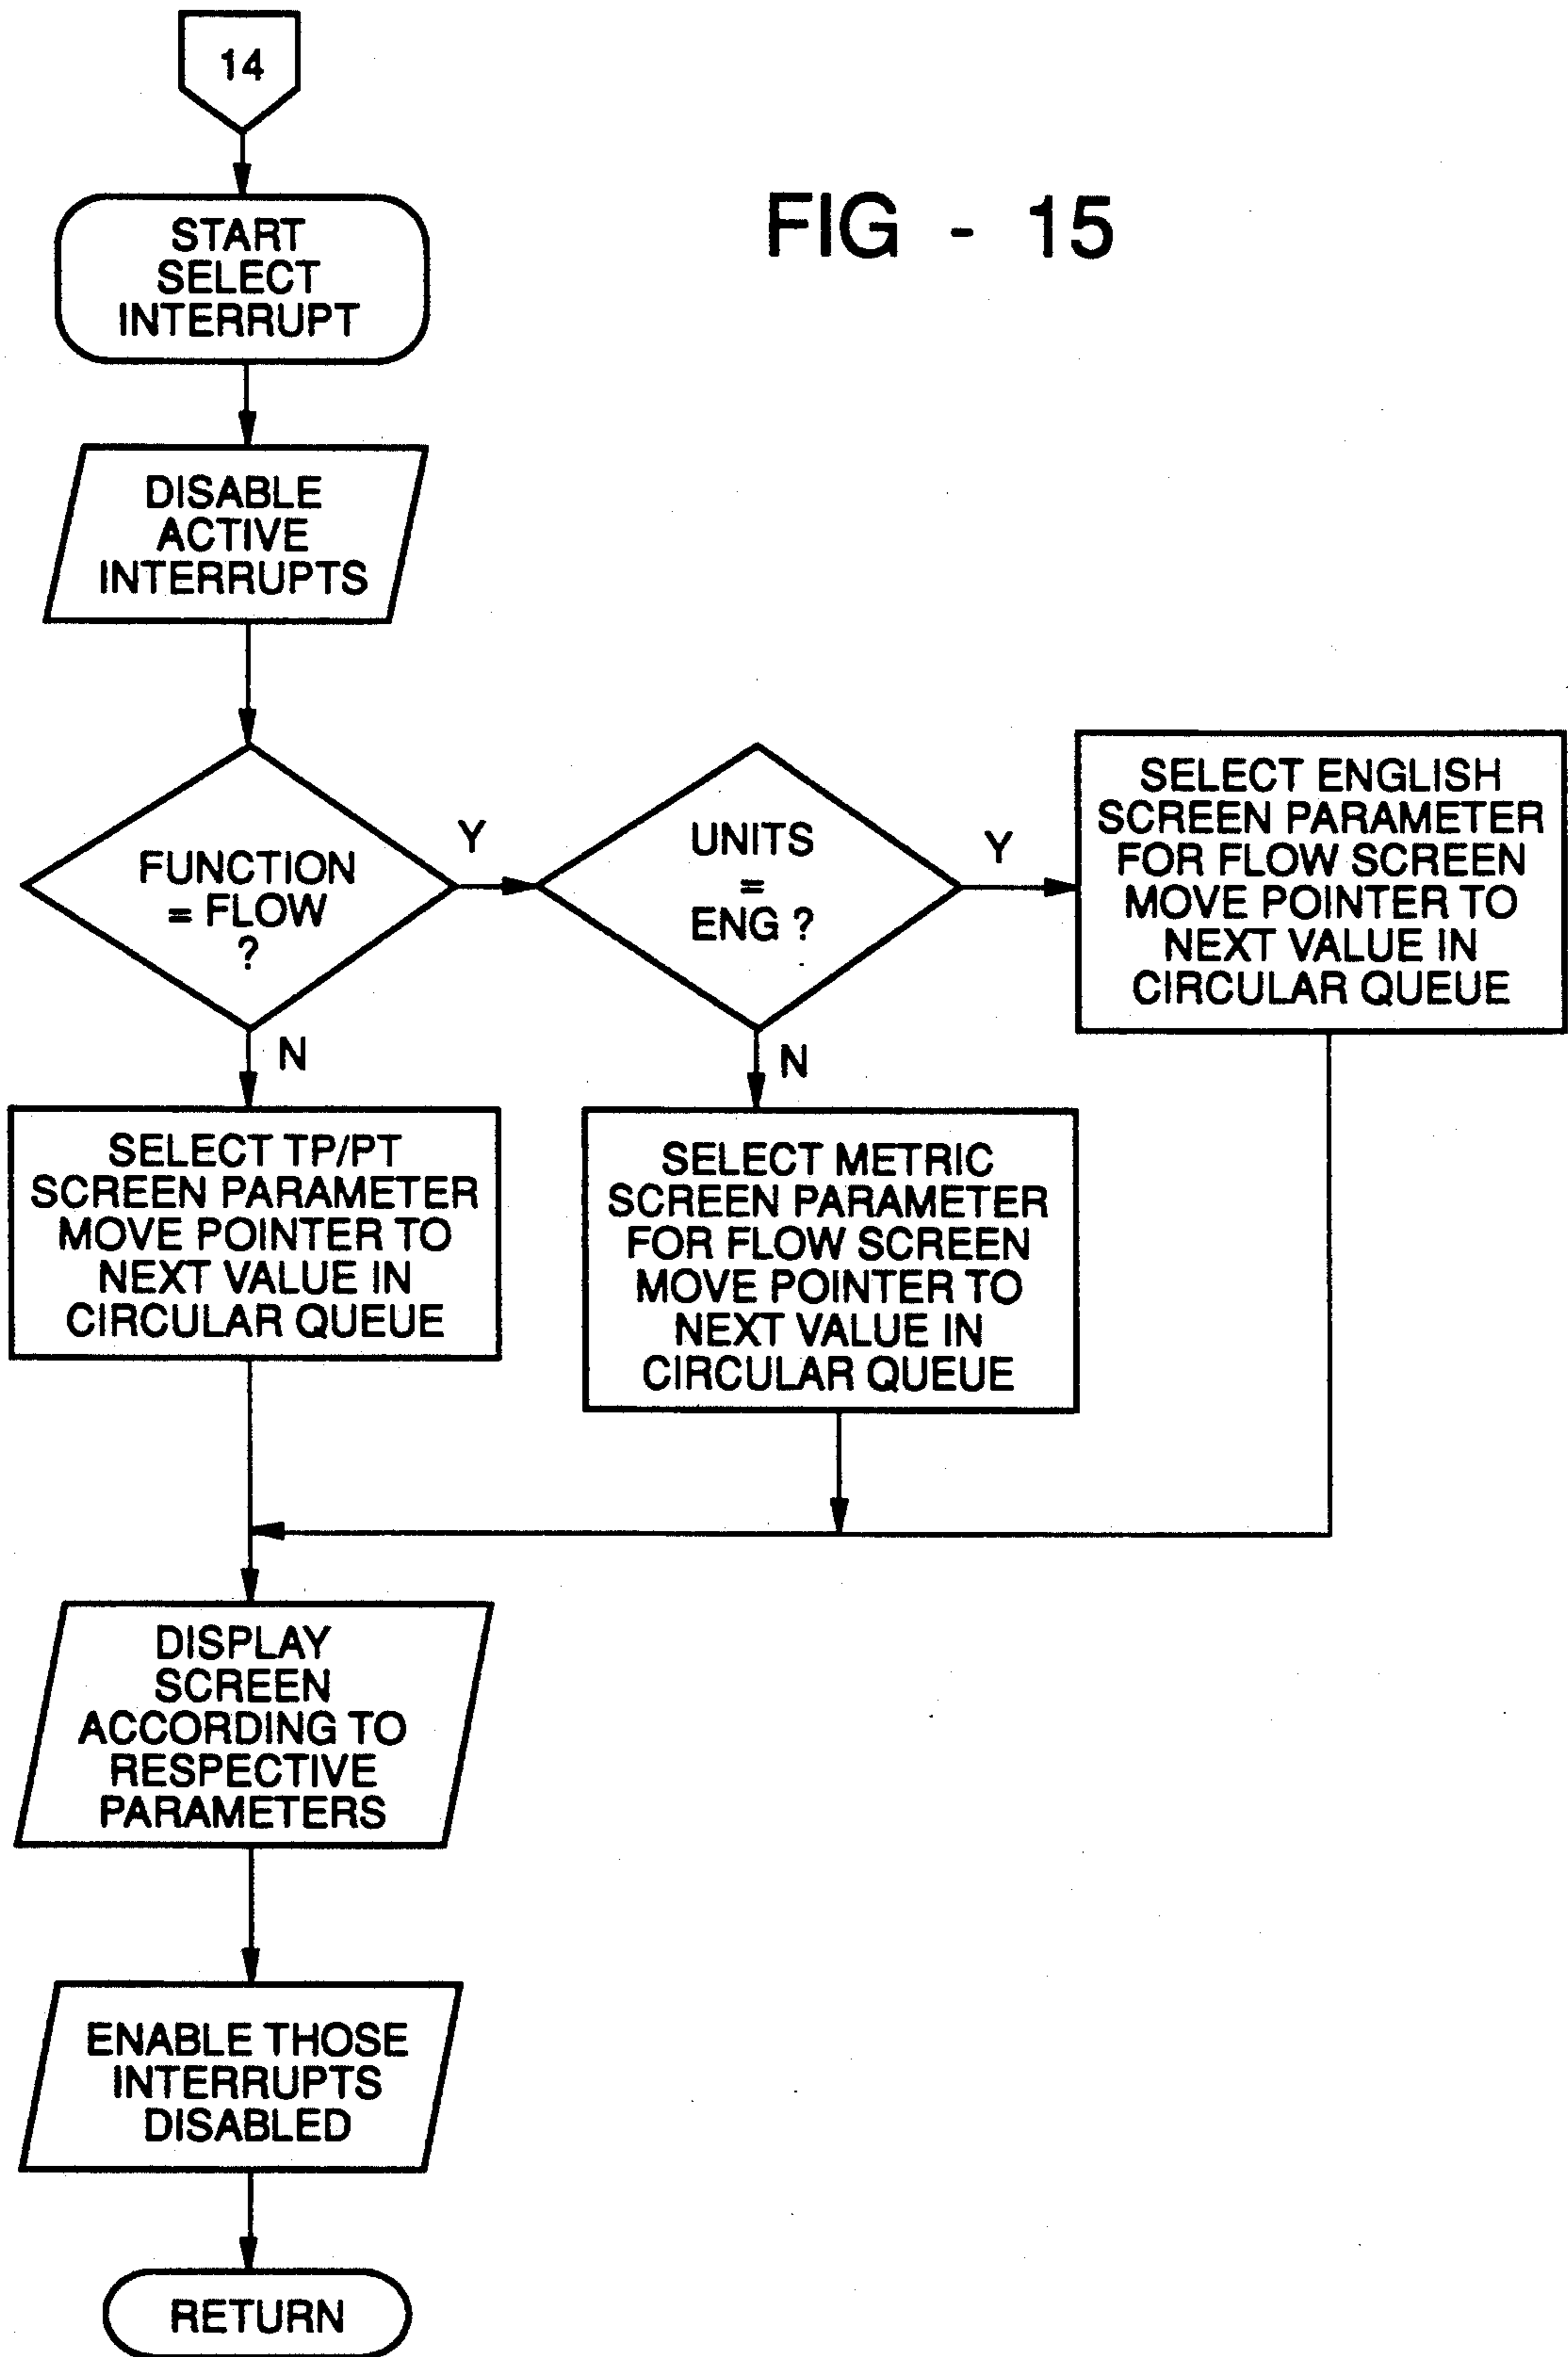 14
FIG - 15
START
SELECT
INTERRUPT
DISABLE
ACTIVE
INTERRUPTS
FUNCTION
= FLOW
?
Y
N
UNITS
=
ENG ?
Y
N
SELECT ENGLISH
SCREEN PARAMETER
FOR FLOW SCREEN
MOVE POINTER TO
NEXT VALUE IN
CIRCULAR QUEUE
SELECT TP/PT
SCREEN PARAMETER
MOVE POINTER TO
NEXT VALUE IN
CIRCULAR QUEUE
SELECT METRIC
SCREEN PARAMETER
FOR FLOW SCREEN
MOVE POINTER TO
NEXT VALUE IN
CIRCULAR QUEUE
DISPLAY
SCREEN
ACCORDING TO
RESPECTIVE
PARAMETERS
ENABLE THOSE
INTERRUPTS
DISABLED
RETURN